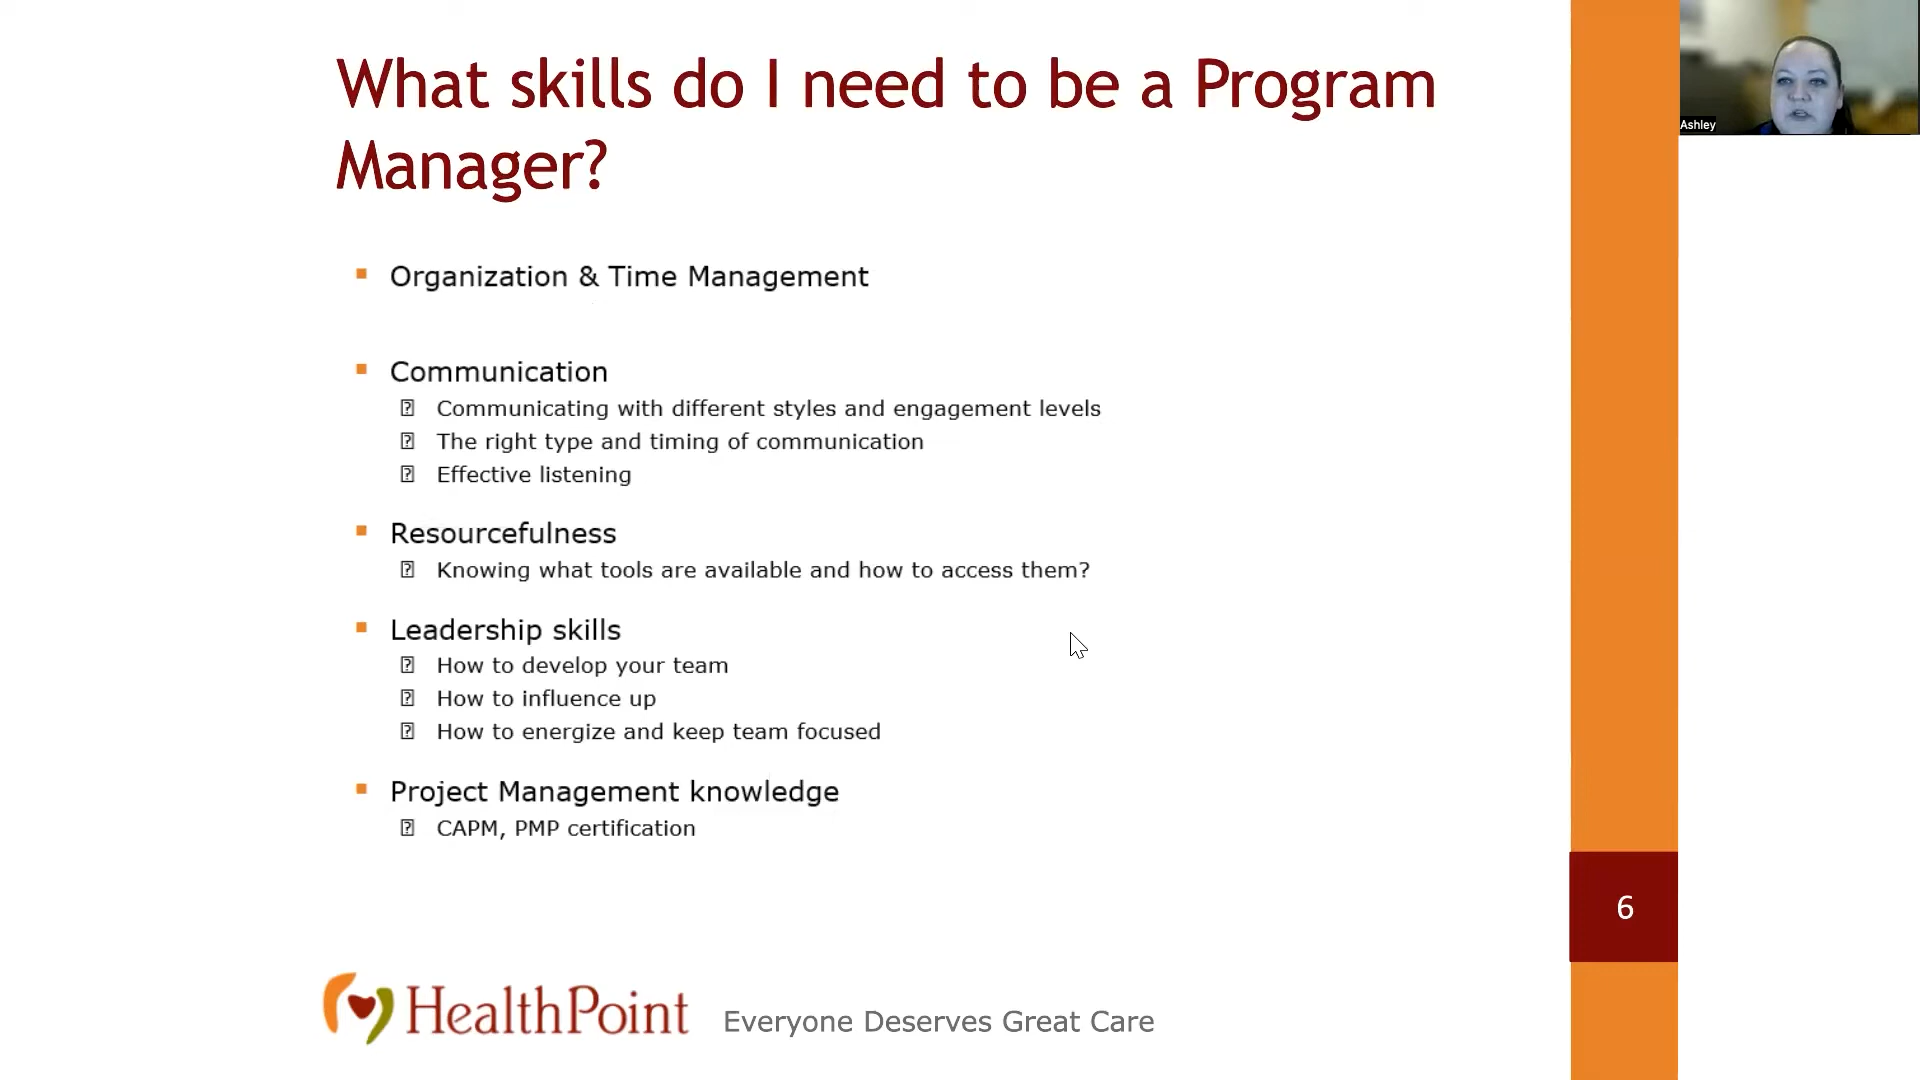 What skills do I need to be a Program
Manager?
Ashley
▪ Organization & Time Management
▪ Communication
⍰ Communicating with different styles and engagement levels
⍰ The right type and timing of communication
⍰ Effective listening
▪ Resourcefulness
⍰ Knowing what tools are available and how to access them?
▪ Leadership skills
⍰ How to develop your team
⍰ How to influence up
⍰ How to energize and keep team focused
▪ Project Management knowledge
⍰ CAPM, PMP certification
6
HealthPoint Everyone Deserves Great Care